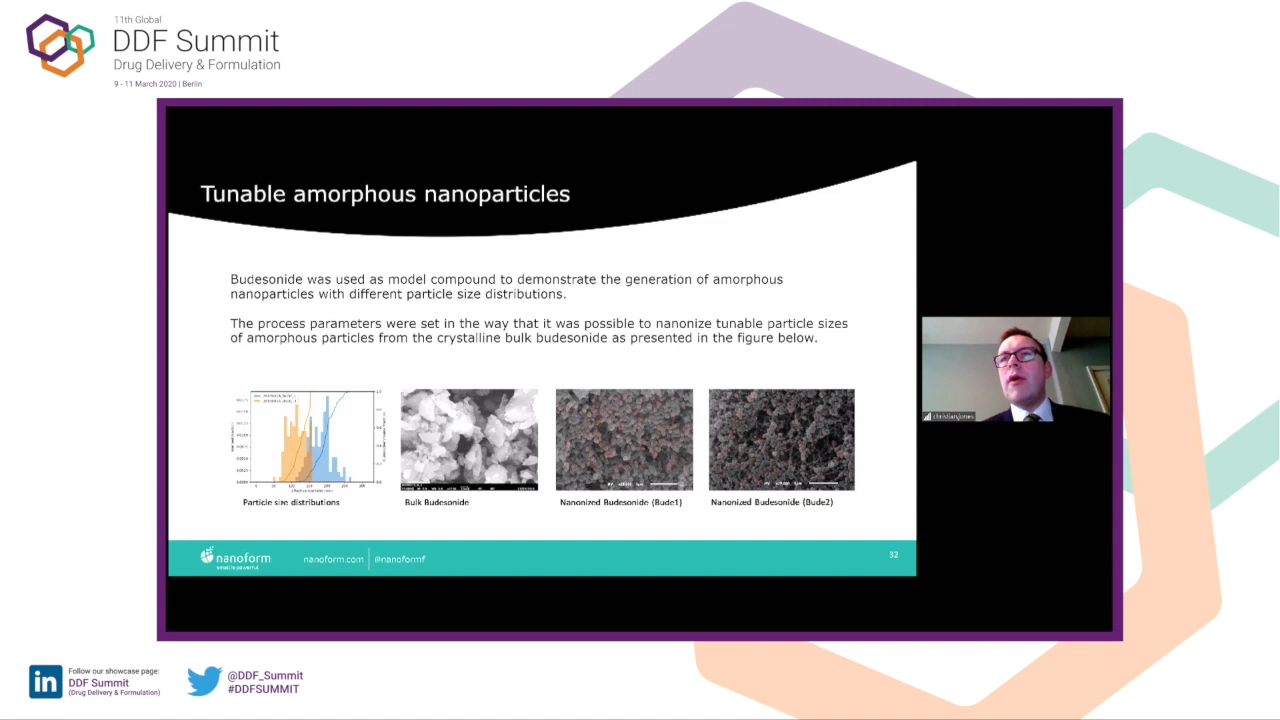 11th Global
DDF Summit
Drug Delivery & Formulation
9 - 11 March 2020 | Berlin
Tunable amorphous nanoparticles
Budesonide was used as model compound to demonstrate the generation of amorphous
nanoparticles with different particle size distributions.
The process parameters were set in the way that it was possible to nanonize tunable particle sizes
of amorphous particles from the crystalline bulk budesonide as presented in the figure below.
Particle size distributions
Bulk Budesonide
Nanonized Budesonide (Bude1)
Nanonized Budesonide (Bude2)
christian.jones
nanoform
nanoform.com
@nanoformf
32
Follow our showcase page:
DDF Summit
(Drug Delivery & Formulation)
@DDF_Summit
#DDFSUMMIT